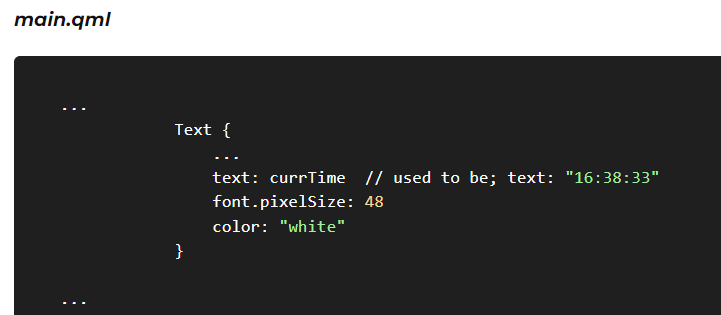 main.qml
...
Text {
...
text: currTime  // used to be; text: "16:38:33"
font.pixelSize: 48
color: "white"
}
...